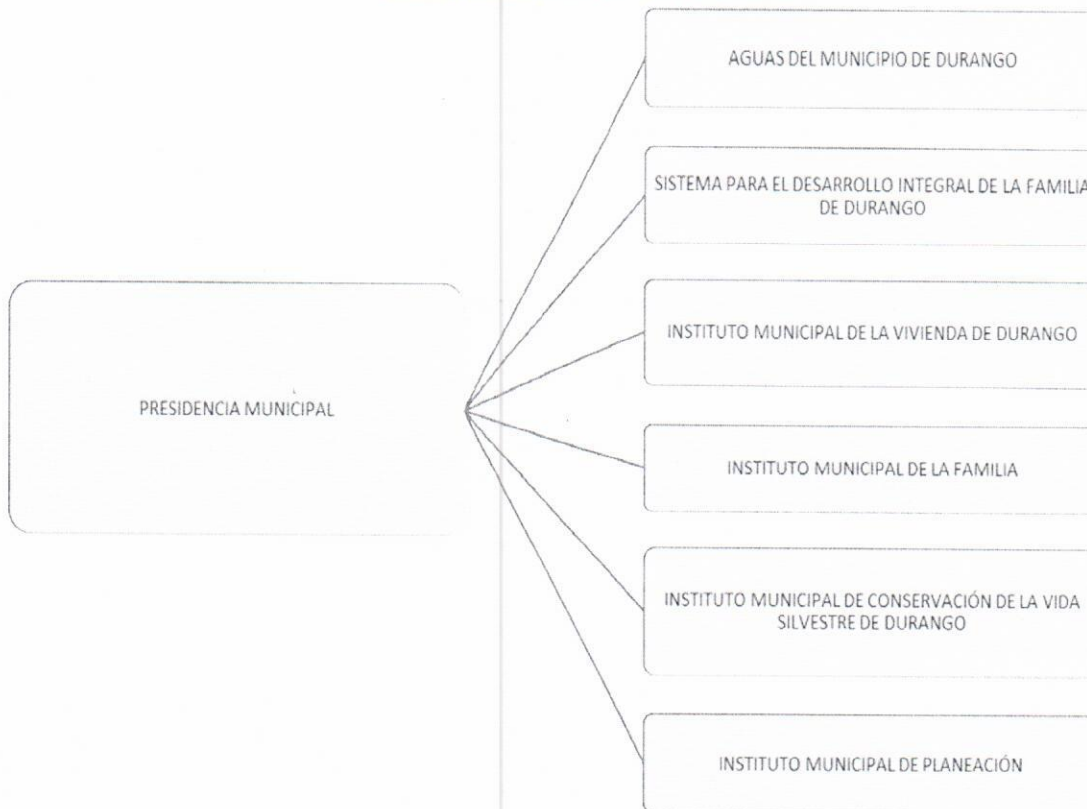 AGUAS DEL MUNICIPIO DE DURANGO
SISTEMA PARA EL DESARROLLO INTEGRAL DE LA FAMILIA
DE DURANGO
INSTITUTO MUNICIPAL DE LA VIVIENDA DE DURANGO
PRESIDENCIA MUNICIPAL
INSTITUTO MUNICIPAL DE LA FAMILIA
INSTITUTO MUNICIPAL DE CONSERVACIÓN DE LA VIDA
SILVESTRE DE DURANGO
INSTITUTO MUNICIPAL DE PLANEACIÓN